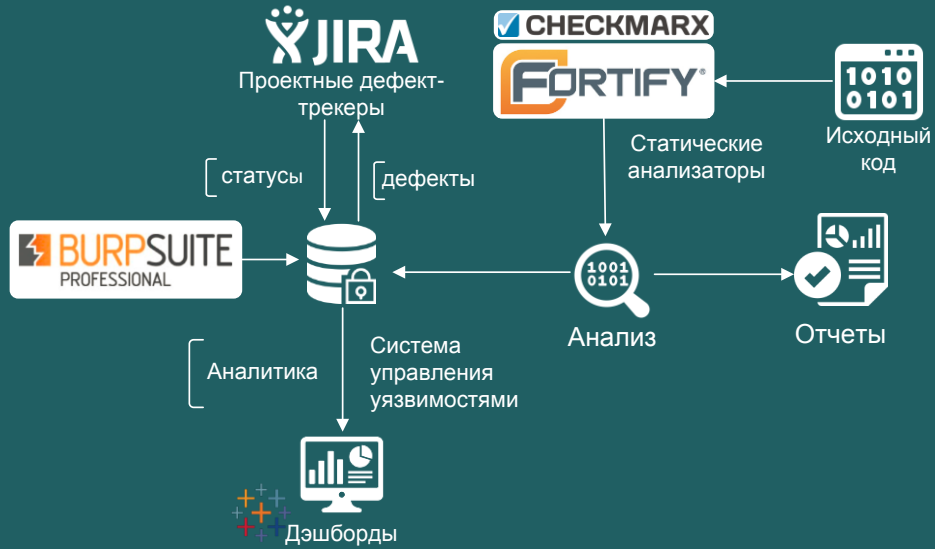 JIRA
Проектные дефект-
трекеры
CHECKMARX
FORTIFY®
1010
0101
Исходный
код
Статические
анализаторы
статусы
дефекты
BURPSUITE
PROFESSIONAL
1001
0101
Анализ
Отчеты
Аналитика
Система
управления
уязвимостями
Дэшборды